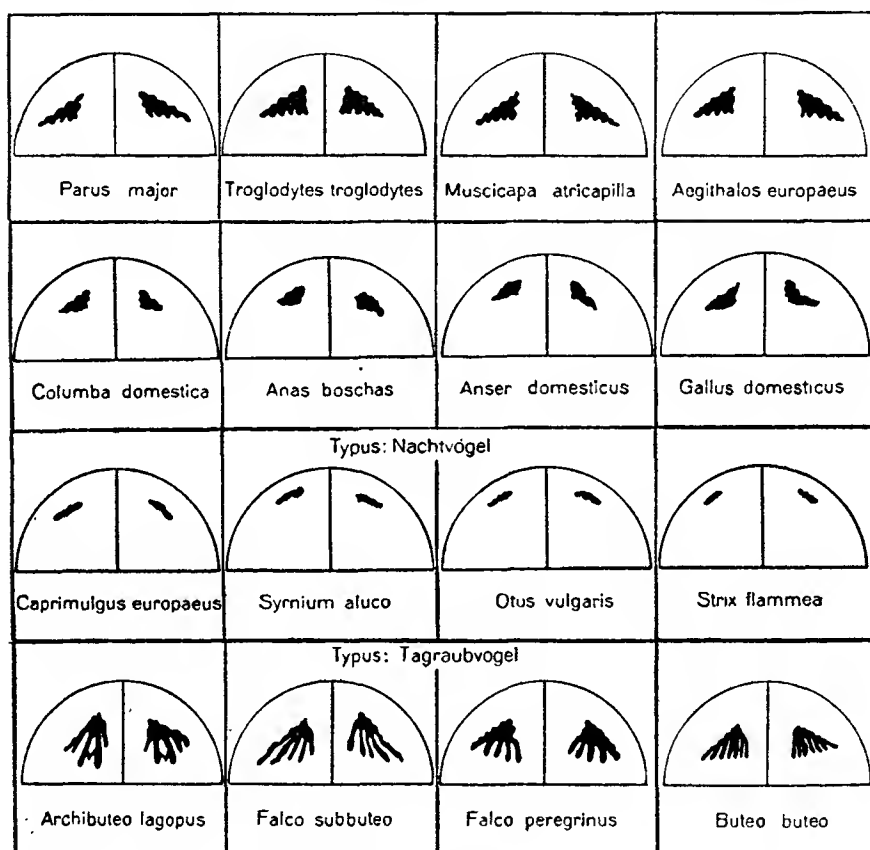 Parus major
Troglodytes troglodytes
Muscicapa atricapilla
Aegithalos europaeus
Columba domestica
Anas boschas
Anser domesticus
Gallus domesticus
Typus: Nachtvögel
Caprimulgus europaeus
Syrnium aluco
Otus vulgaris
Strix flammea
Typus: Tagraubvogel
Archibuteo lagopus
Falco subbuteo
Falco peregrinus
Buteo buteo